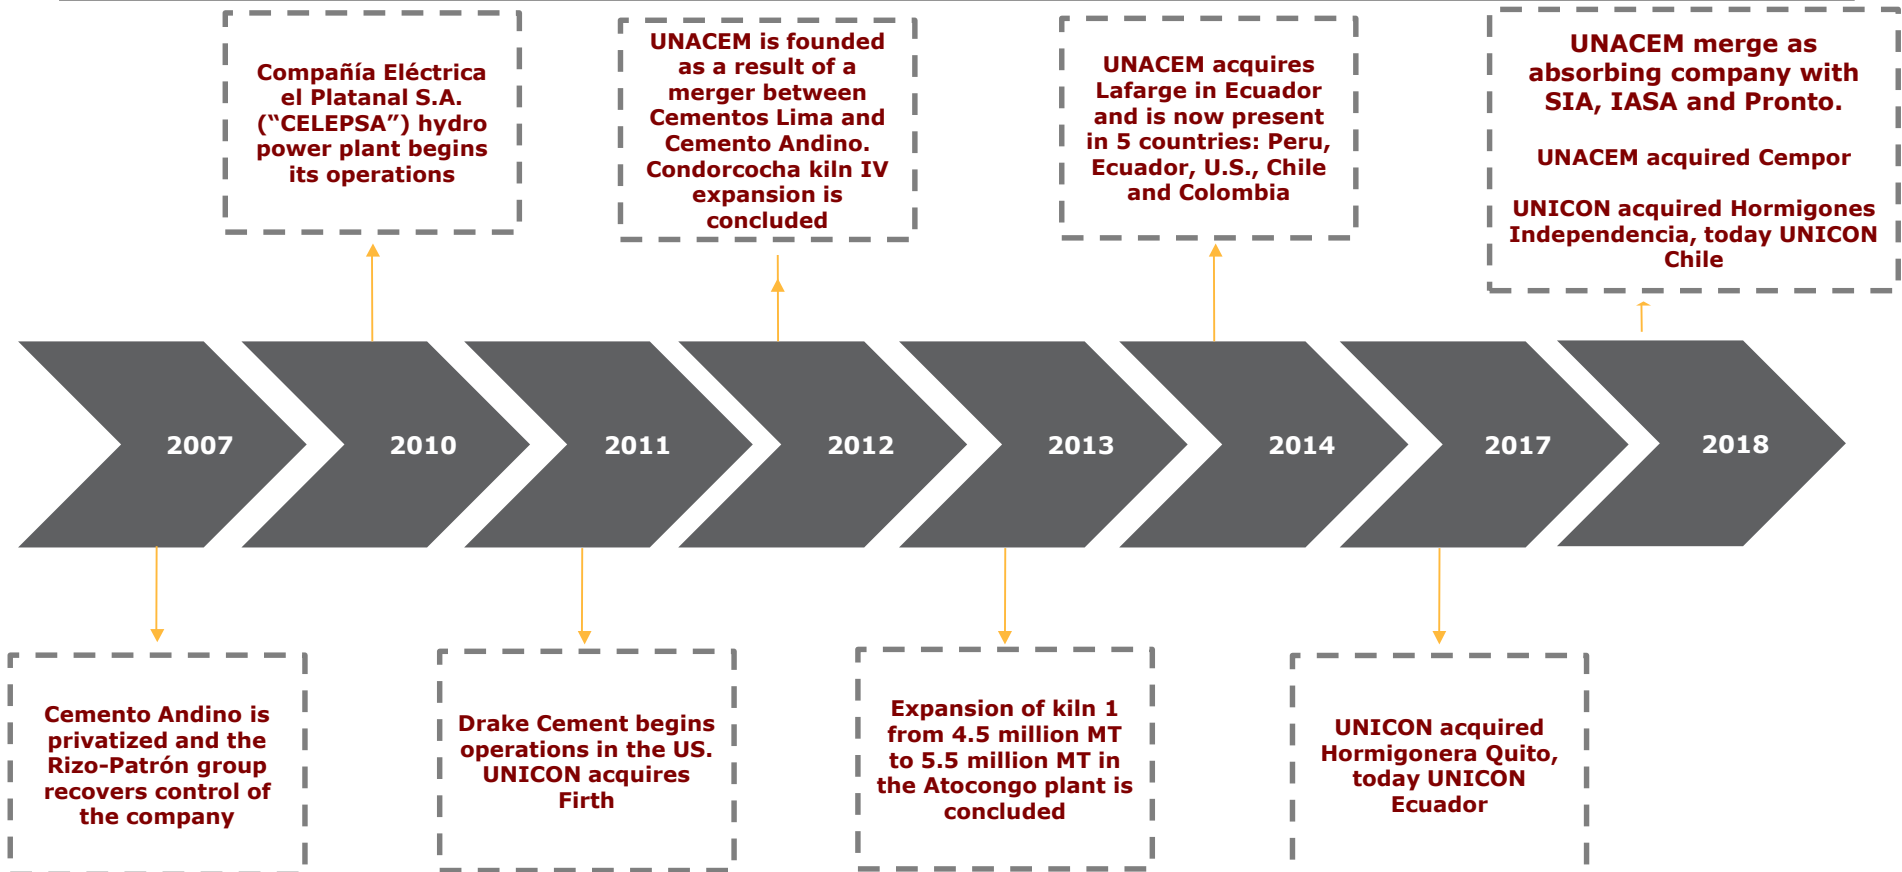 Compañía Eléctrica
el Platanal S.A.
(“CELEPSA”) hydro
power plant begins
its operations
UNACEM is founded
as a result of a
merger between
Cementos Lima and
Cemento Andino.
Condorcocha kiln IV
expansion is
concluded
UNACEM acquires
Lafarge in Ecuador
and is now present
in 5 countries: Peru,
Ecuador, U.S., Chile
and Colombia
UNACEM merge as
absorbing company with
SIA, IASA and Pronto.
UNACEM acquired Cempor
UNICON acquired Hormigones
Independencia, today UNICON
Chile
2007
2010
2011
2012
2013
2014
2017
2018
Cemento Andino is
privatized and the
Rizo-Patrón group
recovers control of
the company
Drake Cement begins
operations in the US.
UNICON acquires
Firth
Expansion of kiln 1
from 4.5 million MT
to 5.5 million MT in
the Atocongo plant is
concluded
UNICON acquired
Hormigonera Quito,
today UNICON
Ecuador